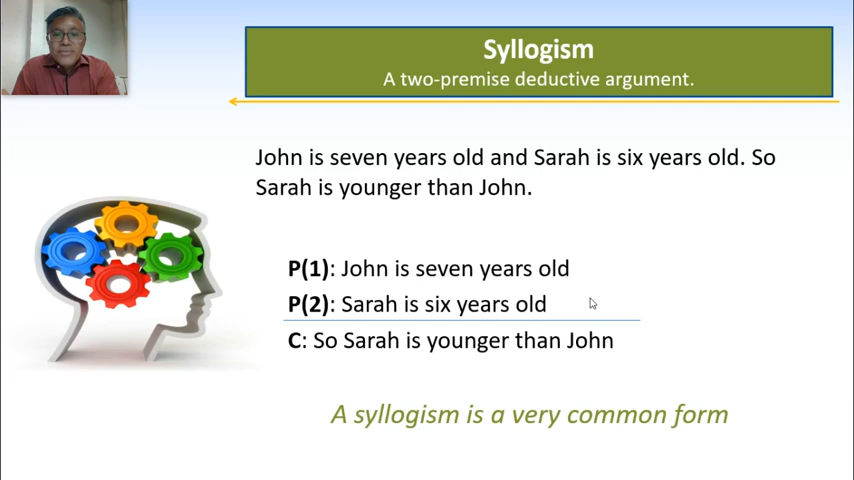 Syllogism
A two-premise deductive argument.
John is seven years old and Sarah is six years old. So
Sarah is younger than John.
P(1): John is seven years old
P(2): Sarah is six years old
C: So Sarah is younger than John
A syllogism is a very common form